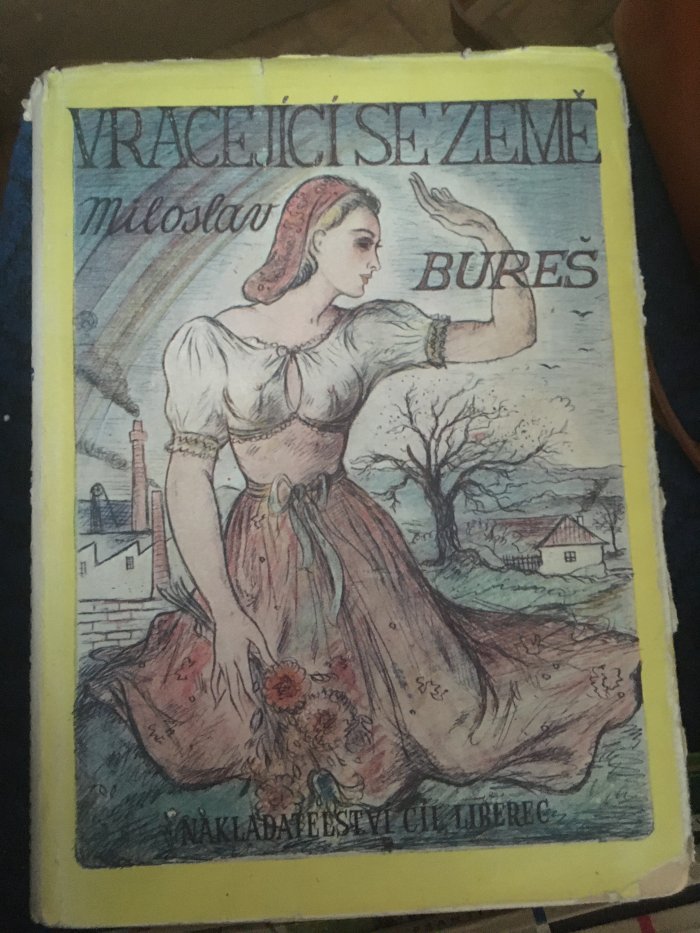 VRACEJÍCÍ SE ZEMĚ
Miloslav
BUREŠ
NAKLADATELSTVÍ CÍL LIBEREC